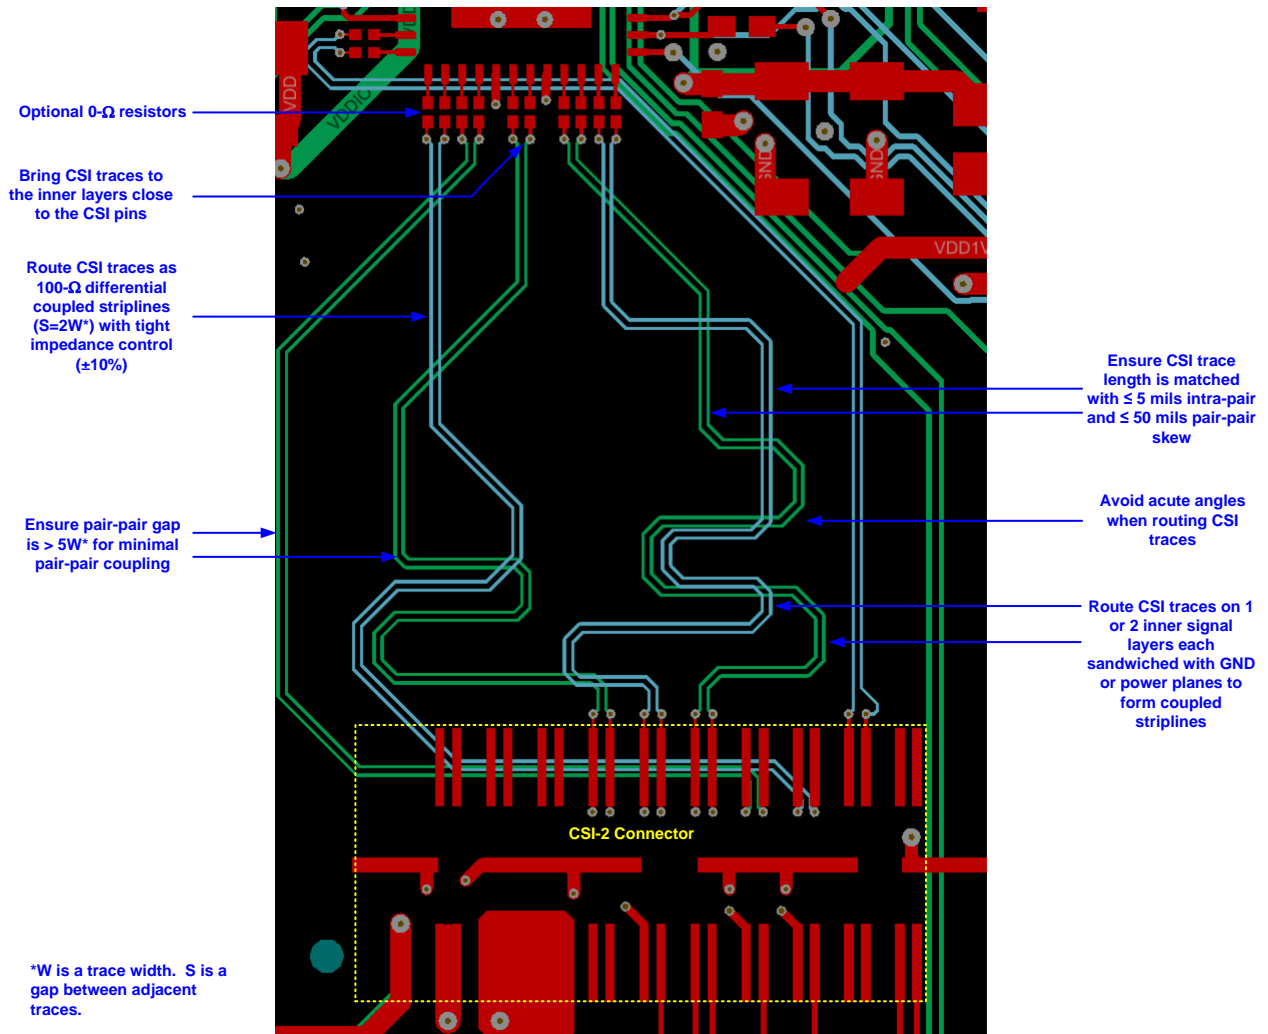 VDD
VDDIO
VDD
Optional 0-Ω resistors
Bring CSI traces to
the inner layers close
to the CSI pins
GND
GND
VDD1V
Route CSI traces as
100-Ω differential
coupled striplines
(S=2W*) with tight
impedance control
(±10%)
Ensure CSI trace
length is matched
with ≤ 5 mils intra-pair
and ≤ 50 mils pair-pair
skew
Ensure pair-pair gap
is > 5W* for minimal
pair-pair coupling
Avoid acute angles
when routing CSI
traces
Route CSI traces on 1
or 2 inner signal
layers each
sandwiched with GND
or power planes to
form coupled
striplines
CSI-2 Connector
*W is a trace width. S is a
gap between adjacent
traces.